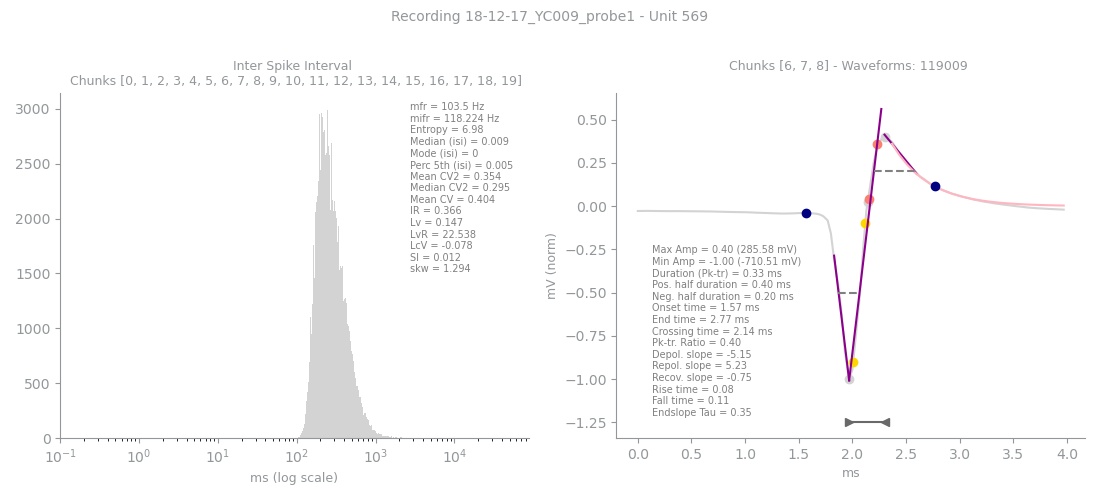 Recording 18-12-17_YC009_probe1 - Unit 569
Inter Spike Interval
Chunks [0, 1, 2, 3, 4, 5, 6, 7, 8, 9, 10, 11, 12, 13, 14, 15, 16, 17, 18, 19]
3000
2500
2000
1500
1000
500
0
mfr = 103.5 Hz
mifr = 118.224 Hz
Entropy = 6.98
Median (isi) = 0.009
Mode (isi) = 0
Perc 5th (isi) = 0.005
Mean CV2 = 0.354
Median CV2 = 0.295
Mean CV = 0.404
IR = 0.366
Lv = 0.147
LvR = 22.538
LcV = -0.078
SI = 0.012
skw = 1.294
10⁻¹ 10⁰ 10¹ 10² 10³ 10⁴
ms (log scale)
Chunks [6, 7, 8] - Waveforms: 119009
mV (norm)
0.50
0.25
0.00
−0.25
−0.50
−0.75
−1.00
−1.25
Max Amp = 0.40 (285.58 mV)
Min Amp = -1.00 (-710.51 mV)
Duration (Pk-tr) = 0.33 ms
Pos. half duration = 0.40 ms
Neg. half duration = 0.20 ms
Onset time = 1.57 ms
End time = 2.77 ms
Crossing time = 2.14 ms
Pk-tr. Ratio = 0.40
Depol. slope = -5.15
Repol. slope = 5.23
Recov. slope = -0.75
Rise time = 0.08
Fall time = 0.11
Endslope Tau = 0.35
0.0 0.5 1.0 1.5 2.0 2.5 3.0 3.5 4.0
ms